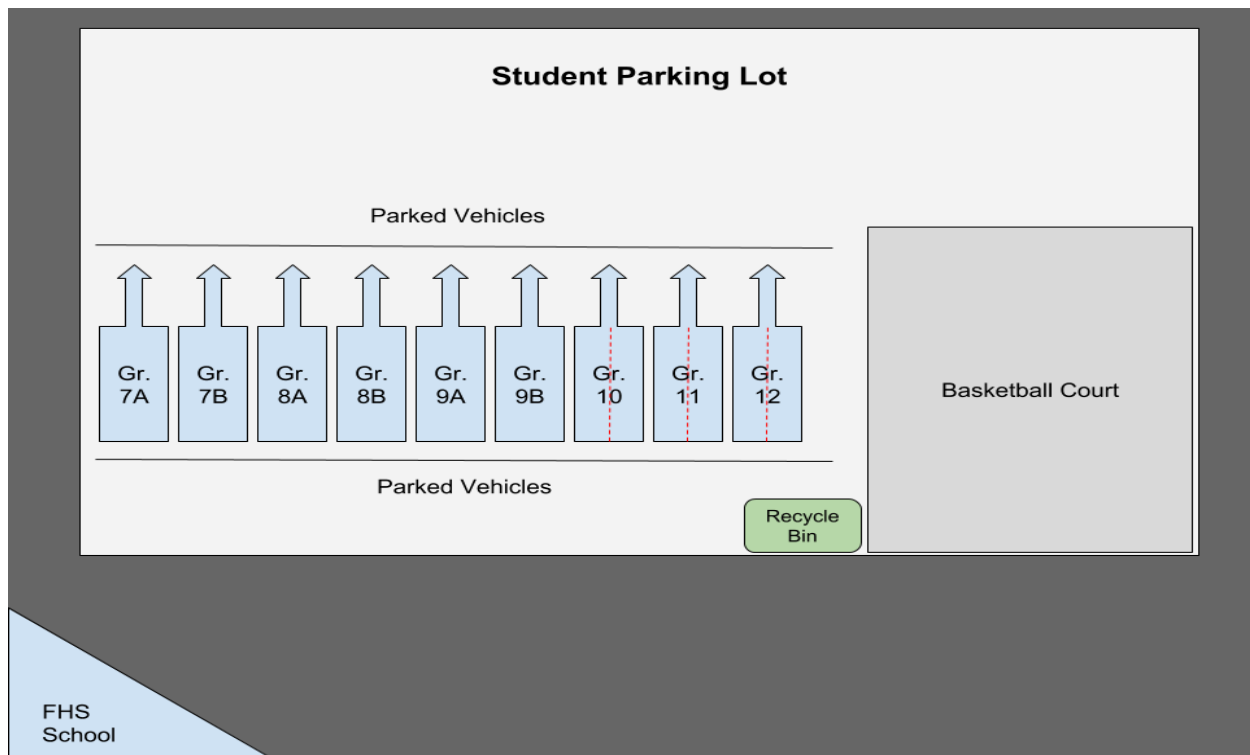 Student Parking Lot
Parked Vehicles
Gr.
7A
Gr.
7B
Gr.
8A
Gr.
8B
Gr.
9A
Gr.
9B
Gr.
10
Gr.
11
Gr.
12
Basketball Court
Parked Vehicles
Recycle
Bin
FHS
School